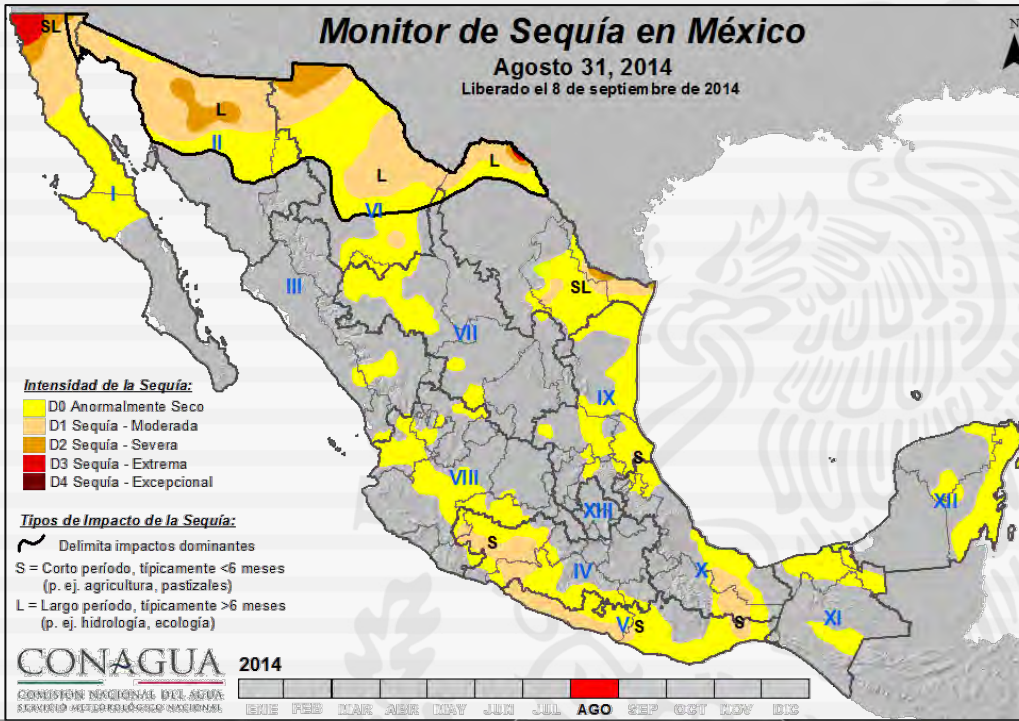 Monitor de Sequía en México
Agosto 31, 2014
Liberado el 8 de septiembre de 2014
N
SL
L
II
L
L
I
VI
III
SL
VII
IX
S
VIII
XII
XIII
S
IV
X
V
S
S
XI
Intensidad de la Sequía:
D0 Anormalmente Seco
D1 Sequía - Moderada
D2 Sequía - Severa
D3 Sequía - Extrema
D4 Sequía - Excepcional
Tipos de Impacto de la Sequía:
Delimita impactos dominantes
S = Corto período, típicamente <6 meses
(p. ej. agricultura, pastizales)
L = Largo período, típicamente >6 meses
(p. ej. hidrología, ecología)
CONAGUA
COMISIÓN NACIONAL DEL AGUA
SERVICIO METEOROLÓGICO NACIONAL
2014
ENE FEB MAR ABR MAY JUN JUL AGO SEP OCT NOV DIC